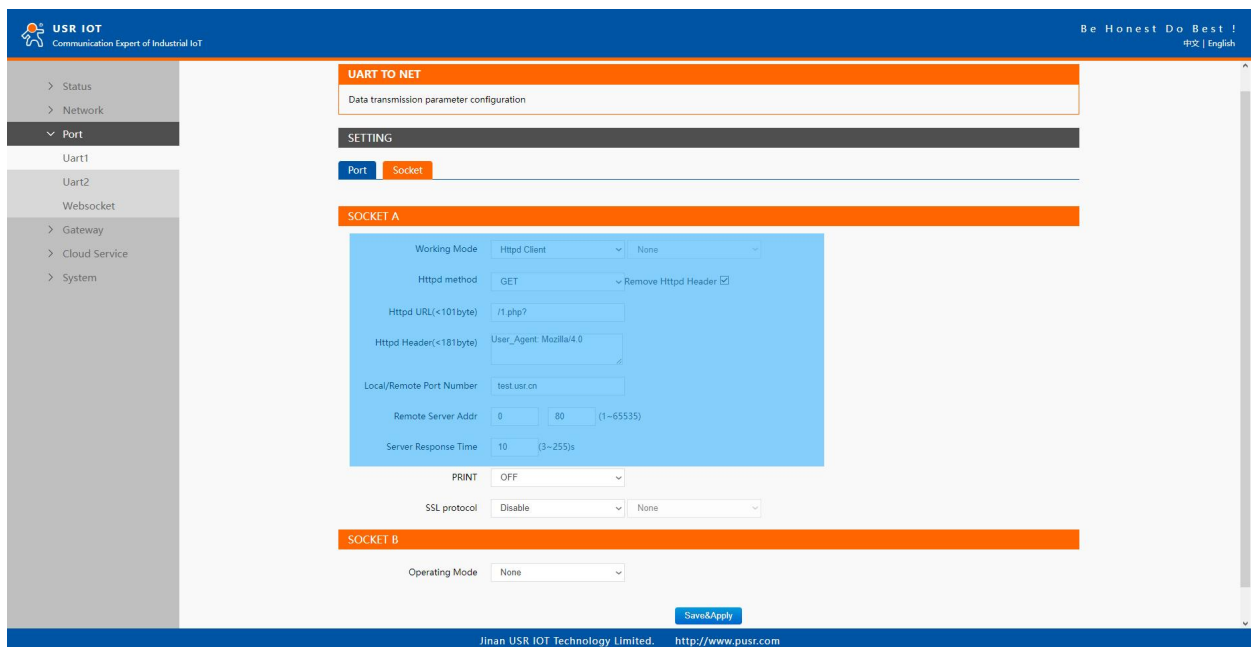 USR IOT
Communication Expert of Industrial IoT
Be Honest Do Best !
中文 | English
Status
Network
Port
Uart1
Uart2
Websocket
Gateway
Cloud Service
System
UART TO NET
Data transmission parameter configuration
SETTING
Port Socket
SOCKET A
Working Mode Httpd Client None
Httpd method GET Remove Httpd Header
Httpd URL(<101byte) /1.php?
Httpd Header(<181byte) User_Agent: Mozilla/4.0
Local/Remote Port Number test.usr.cn
Remote Server Addr 0 80 (1~65535)
Server Response Time 10 (3~255)s
PRINT OFF
SSL protocol Disable None
SOCKET B
Operating Mode None
Save&Apply
Jinan USR IOT Technology Limited. http://www.pusr.com